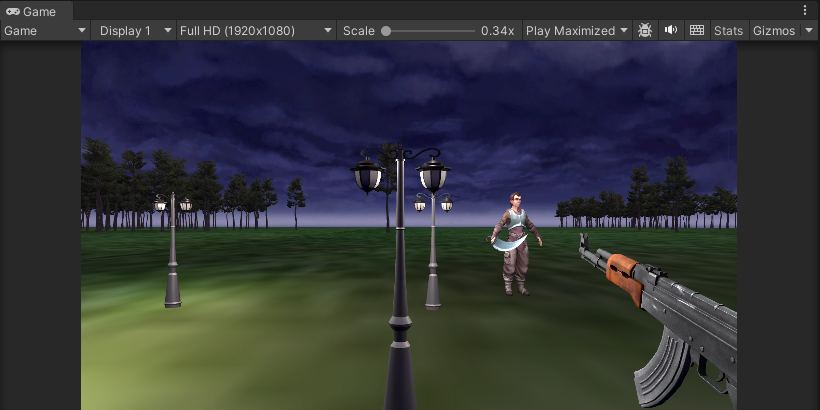 Game
Game Display 1 Full HD (1920x1080) Scale 0.34x Play Maximized Stats Gizmos